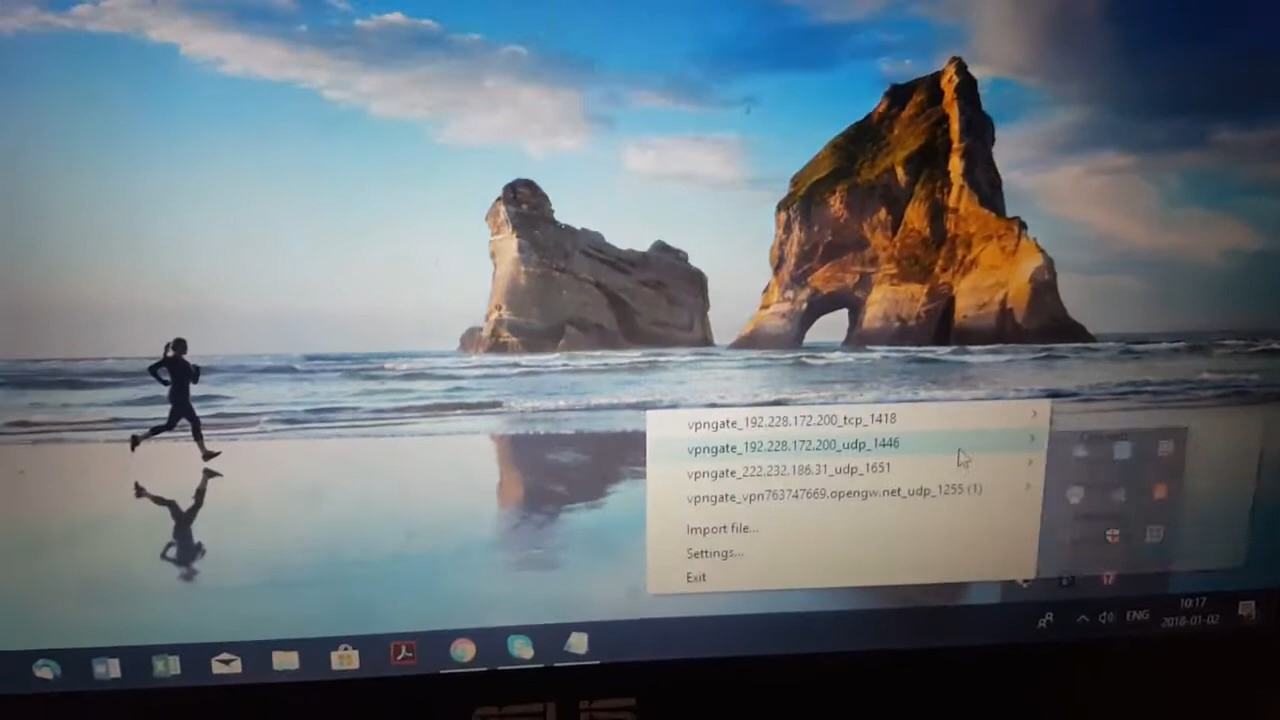 vpngate_192.228.172.200_tcp_1418
vpngate_192.228.172.200_udp_1446
vpngate_222.232.186.31_udp_1651
vpngate_vpn763747669.opengw.net_udp_1255 (1)
Import file...
Settings...
Exit
ENG
10:17
2018-01-02